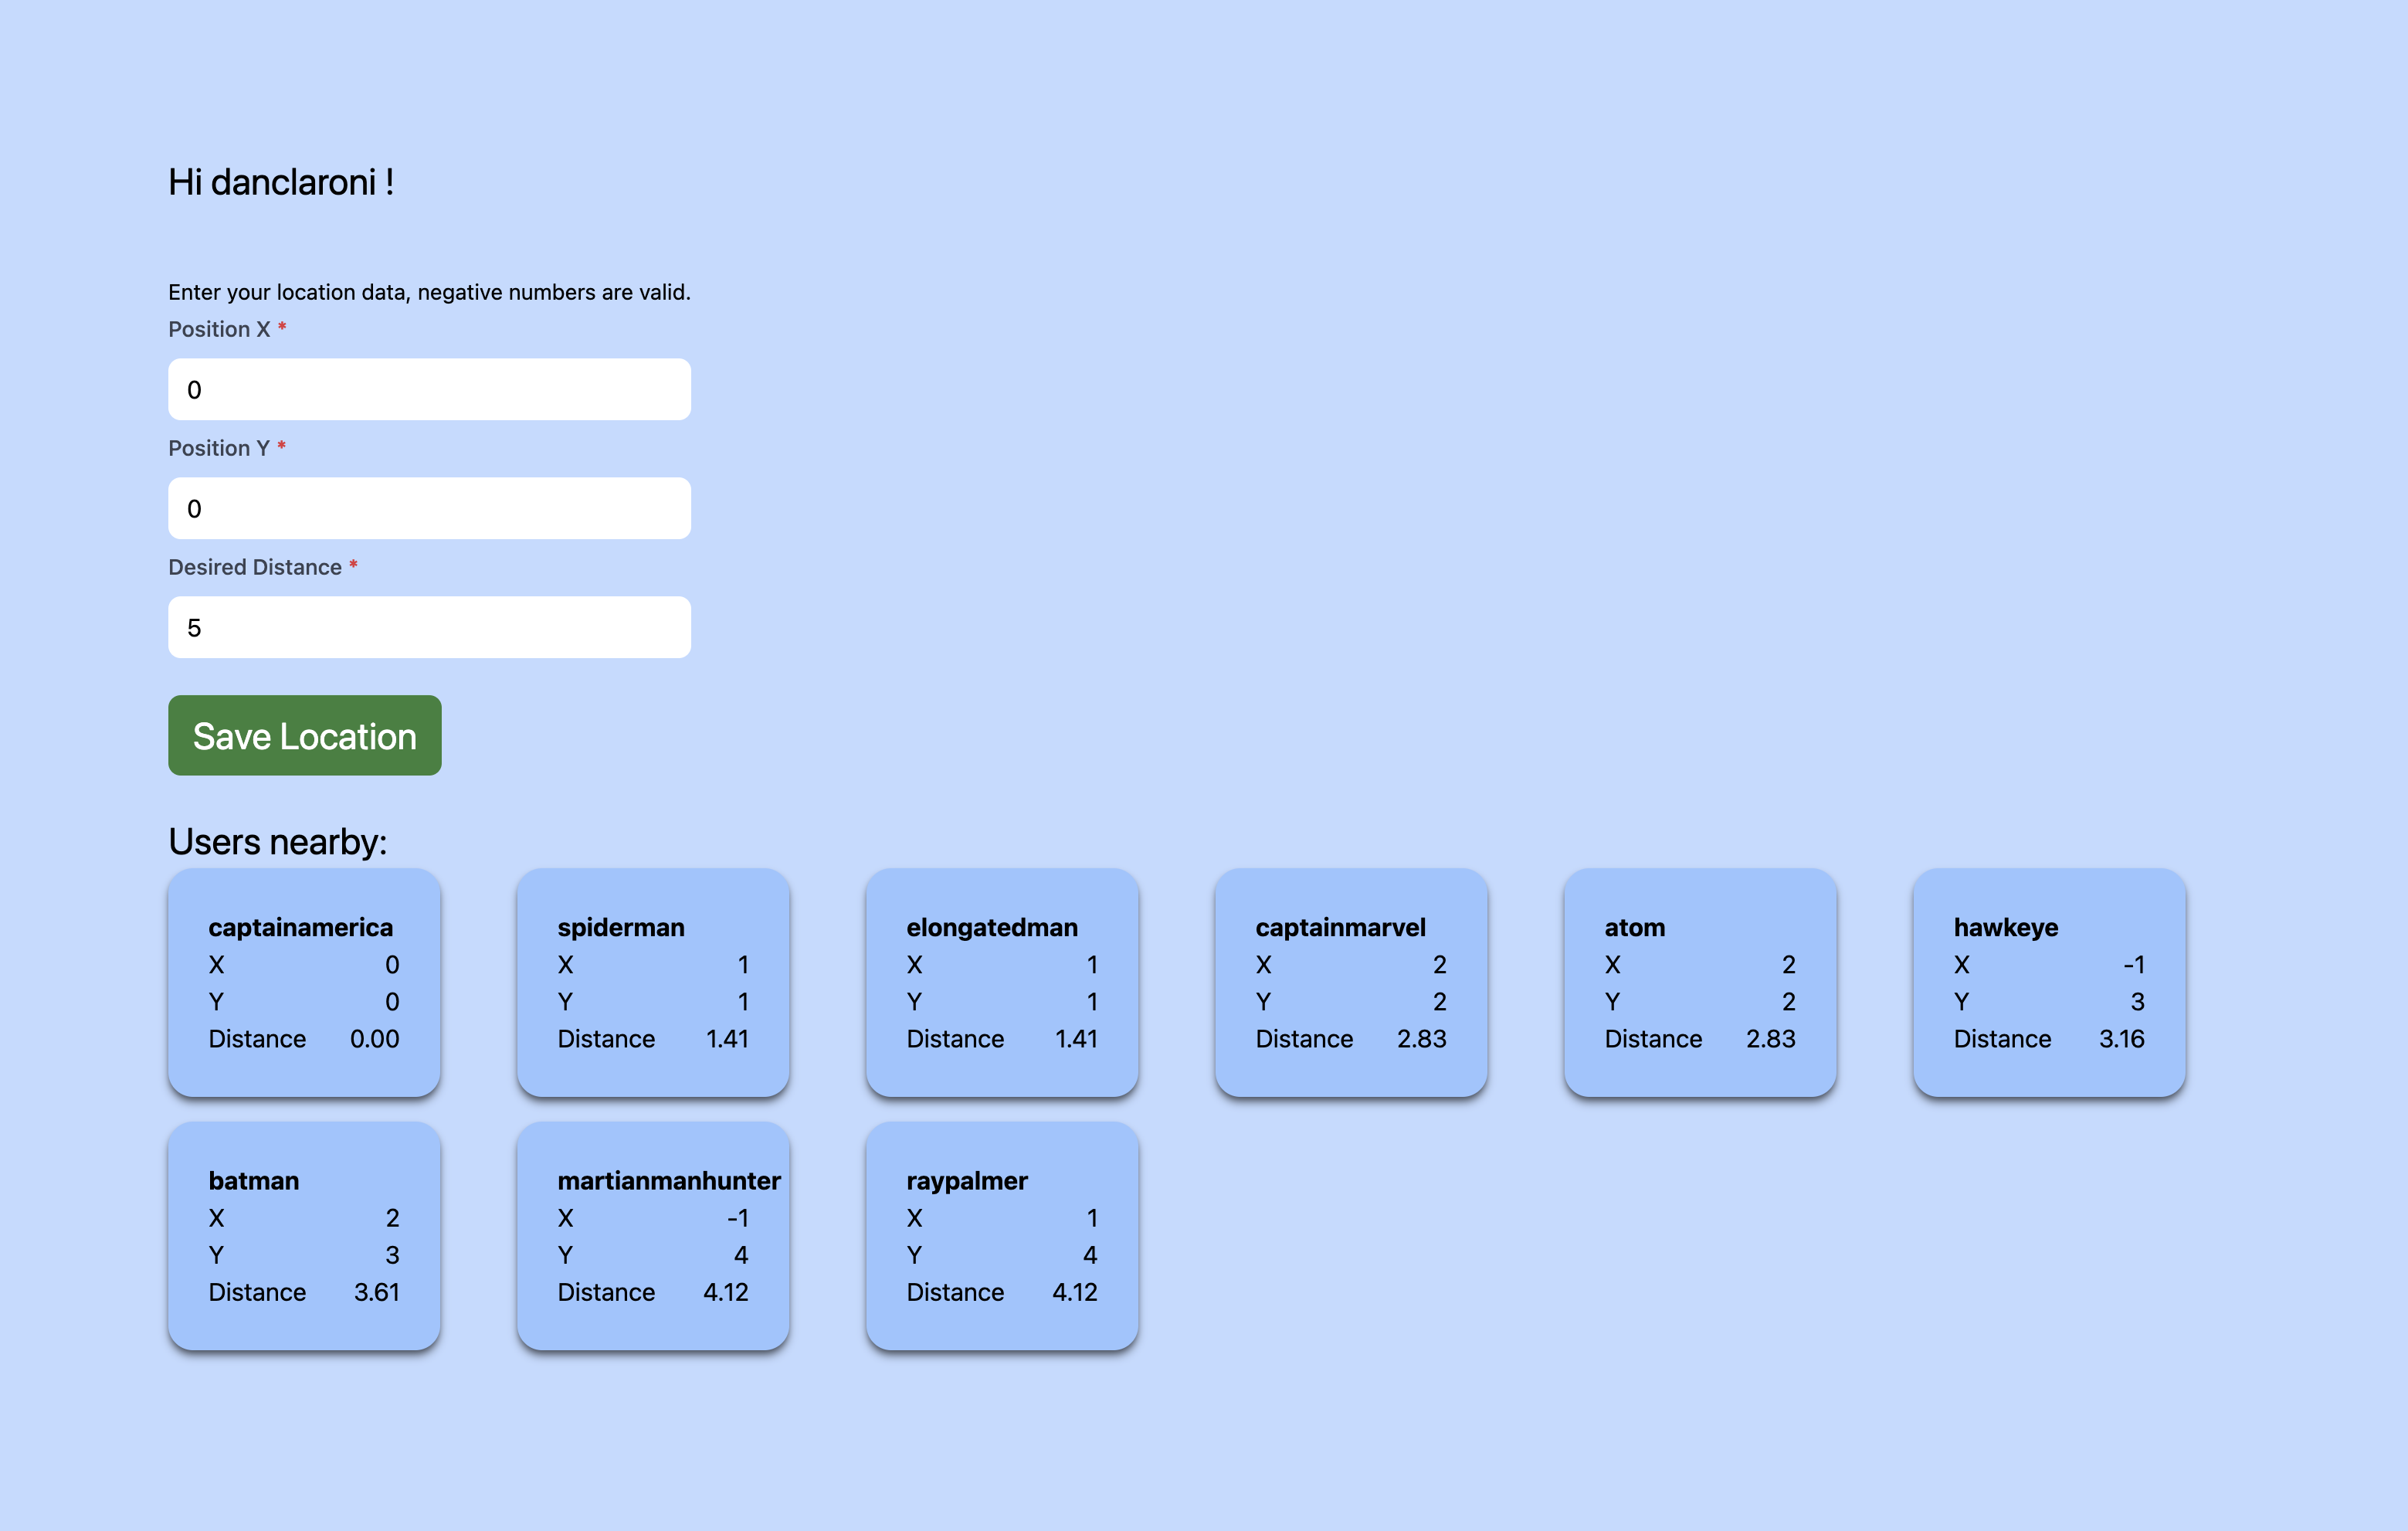 Hi danclaroni !
Enter your location data, negative numbers are valid.
Position X *
0
Position Y *
0
Desired Distance *
5
Save Location
Users nearby:
captainamerica
X 0
Y 0
Distance 0.00
spiderman
X 1
Y 1
Distance 1.41
elongatedman
X 1
Y 1
Distance 1.41
captainmarvel
X 2
Y 2
Distance 2.83
atom
X 2
Y 2
Distance 2.83
hawkeye
X -1
Y 3
Distance 3.16
batman
X 2
Y 3
Distance 3.61
martianmanhunter
X -1
Y 4
Distance 4.12
raypalmer
X 1
Y 4
Distance 4.12